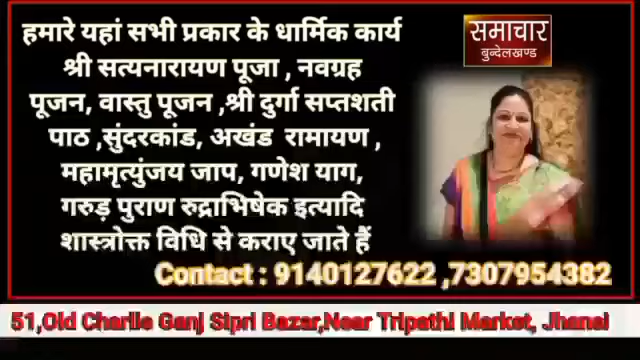 हमारे यहां सभी प्रकार के धार्मिक कार्य
श्री सत्यनारायण पूजा , नवग्रह
पूजन, वास्तु पूजन ,श्री दुर्गा सप्तशती
पाठ ,सुंदरकांड, अखंड रामायण ,
महामृत्युंजय जाप, गणेश याग,
गरुड़ पुराण रुद्राभिषेक इत्यादि
शास्त्रोक्त विधि से कराए जाते हैं
समाचार
बुन्देलखण्ड
Contact : 9140127622 ,7307954382
51,Old Charlie Ganj Sipri Bazar,Near Tripathi Market, Jhansi